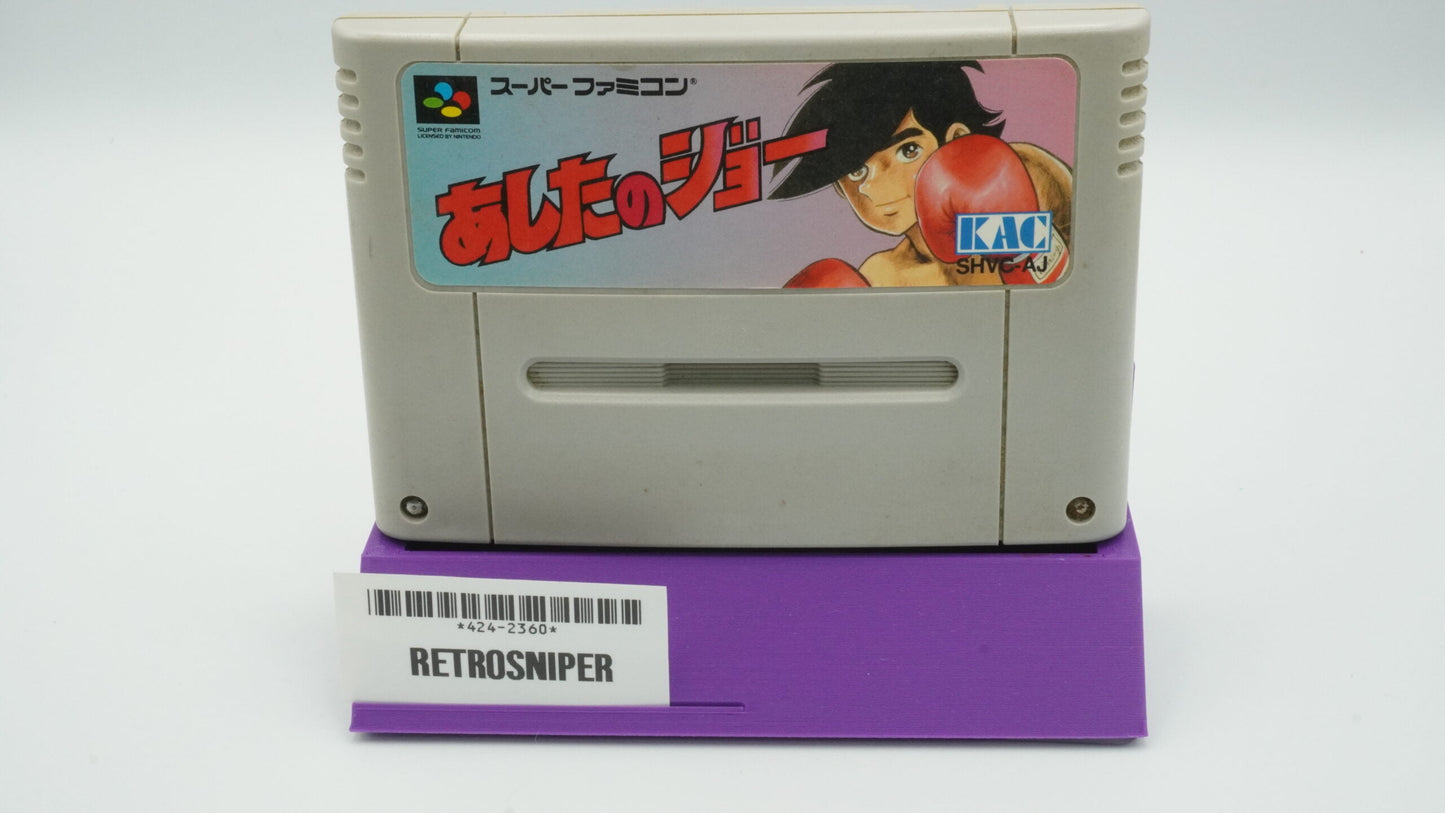 スーパーファミコン®
SUPER FAMICOM
LICENSED BY NINTENDO
あしたのジョー
KAC
SHVC-AJ
*424-2360*
RETROSNIPER